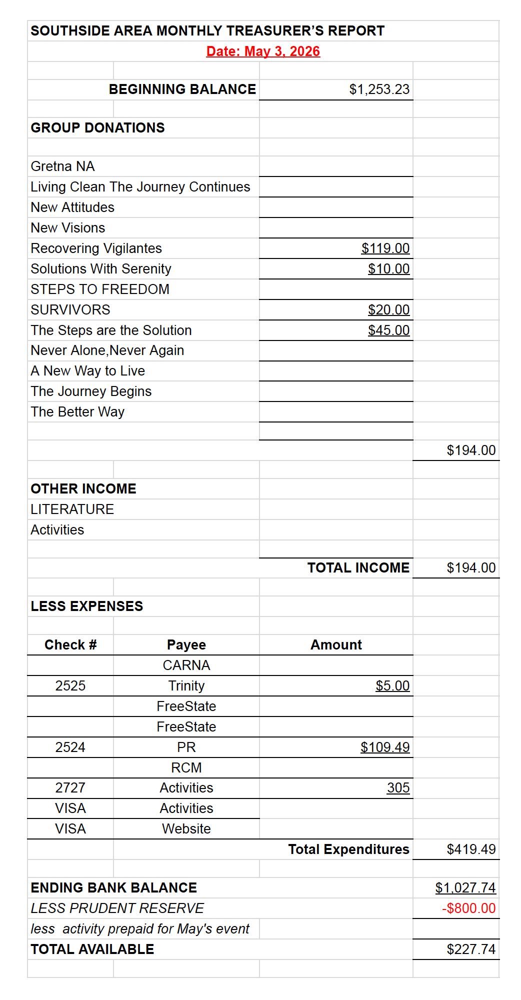 SOUTHSIDE AREA MONTHLY TREASURER’S REPORT
Date: May 3, 2026
BEGINNING BALANCE $1,253.23
GROUP DONATIONS
Gretna NA
Living Clean The Journey Continues
New Attitudes
New Visions
Recovering Vigilantes $119.00
Solutions With Serenity $10.00
STEPS TO FREEDOM
SURVIVORS $20.00
The Steps are the Solution $45.00
Never Alone,Never Again
A New Way to Live
The Journey Begins
The Better Way
$194.00
OTHER INCOME
LITERATURE
Activities
TOTAL INCOME $194.00
LESS EXPENSES
Check # Payee Amount
CARNA
2525 Trinity $5.00
FreeState
FreeState
2524 PR $109.49
RCM
2727 Activities 305
VISA Activities
VISA Website
Total Expenditures $419.49
ENDING BANK BALANCE $1,027.74
LESS PRUDENT RESERVE -$800.00
less  activity prepaid for May's event
TOTAL AVAILABLE $227.74